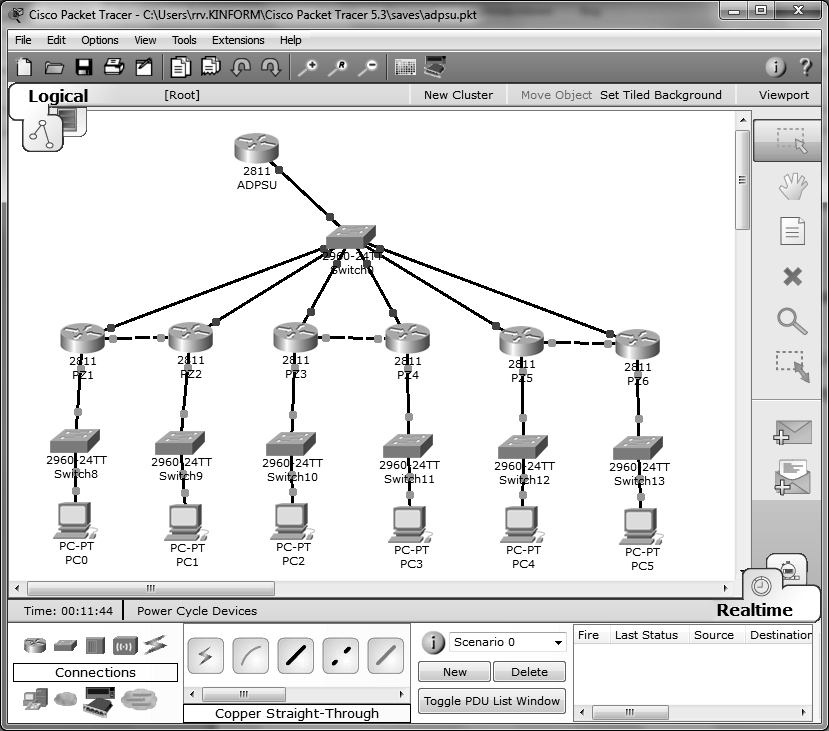 Cisco Packet Tracer - C:\Users\rrv.KINFORM\Cisco Packet Tracer 5.3\saves\adpsu.pkt
File Edit Options View Tools Extensions Help
Logical [Root] New Cluster Move Object Set Tiled Background Viewport
2811
ADPSU
2960-24TT
Switch0
2811
PZ1
2811
PZ2
2811
PZ3
2811
PZ4
2811
PZ5
2811
PZ6
2960-24TT
Switch8
2960-24TT
Switch9
2960-24TT
Switch10
2960-24TT
Switch11
2960-24TT
Switch12
2960-24TT
Switch13
PC-PT
PC0
PC-PT
PC1
PC-PT
PC2
PC-PT
PC3
PC-PT
PC4
PC-PT
PC5
Time: 00:11:44 Power Cycle Devices
Realtime
Connections
Copper Straight-Through
Scenario 0
New Delete
Toggle PDU List Window
Fire Last Status Source Destination